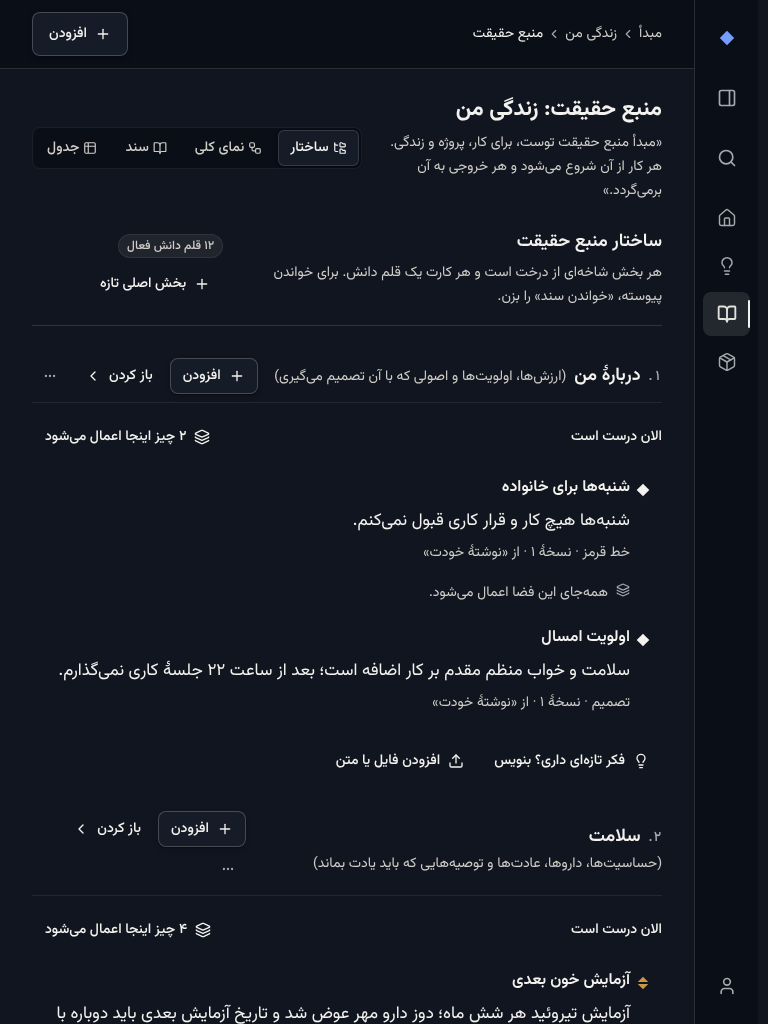 مبدأ › زندگی من › منبع حقیقت
افزودن
منبع حقیقت: زندگی من
«مبدأ منبع حقیقت توست، برای کار، پروژه و زندگی.
هر کار از آن شروع می‌شود و هر خروجی به آن
برمی‌گردد.»
ساختار
نمای کلی
سند
جدول
ساختار منبع حقیقت
هر بخش شاخه‌ای از درخت است و هر کارت یک قلم دانش. برای خواندن
پیوسته، «خواندن سند» را بزن.
۱۲ قلم دانش فعال
بخش اصلی تازه
۱. دربارهٔ من (ارزش‌ها، اولویت‌ها و اصولی که با آن تصمیم می‌گیری)
افزودن
باز کردن
...
الان درست است
۲ چیز اینجا اعمال می‌شود
شنبه‌ها برای خانواده
شنبه‌ها هیچ کار و قرار کاری قبول نمی‌کنم.
خط قرمز · نسخهٔ ۱ · از «نوشتهٔ خودت»
همه‌جای این فضا اعمال می‌شود.
اولویت امسال
سلامت و خواب منظم مقدم بر کار اضافه است؛ بعد از ساعت ۲۲ جلسهٔ کاری نمی‌گذارم.
تصمیم · نسخهٔ ۱ · از «نوشتهٔ خودت»
فکر تازه‌ای داری؟ بنویس
افزودن فایل یا متن
۲. سلامت
(حساسیت‌ها، داروها، عادت‌ها و توصیه‌هایی که باید یادت بماند)
افزودن
باز کردن
...
الان درست است
۴ چیز اینجا اعمال می‌شود
آزمایش خون بعدی
آزمایش تیروئید هر شش ماه؛ دوز دارو مهر عوض شد و تاریخ آزمایش بعدی باید دوباره با